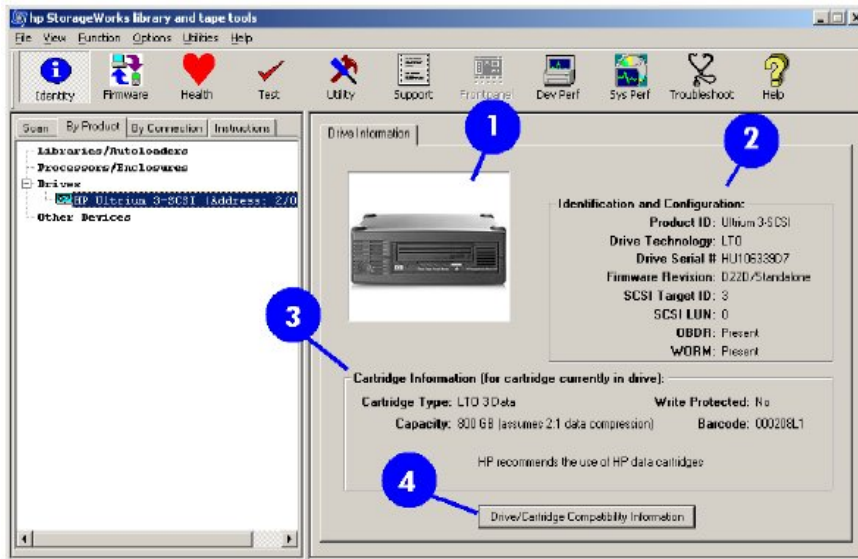 hp StorageWorks library and tape tools
File View Function Options Utilities Help
Identity Firmware Health Test Utility Support Frontpanel Dev Perf Sys Perf Troubleshoot Help
Scan By Product By Connection Instructions
Libraries/Autoloaders
Processors/Enclosures
Drives
HP Ultrium 3-SCSI (Address: 2/0
Other Devices
Drive Information
1
2
Identification and Configuration:
Product ID: Ultrium 3-SCSI
Drive Technology: LTO
Drive Serial # HU106339D7
Firmware Revision: D22D/Standalone
SCSI Target ID: 3
SCSI LUN: 0
OBDR: Present
WORM: Present
3
Cartridge Information (for cartridge currently in drive):
Cartridge Type: LTO 3 Data Write Protected: No
Capacity: 800 GB (assumes 2:1 data compression) Barcode: 000208L1
HP recommends the use of HP data cartridges
4
Drive/Cartridge Compatibility Information